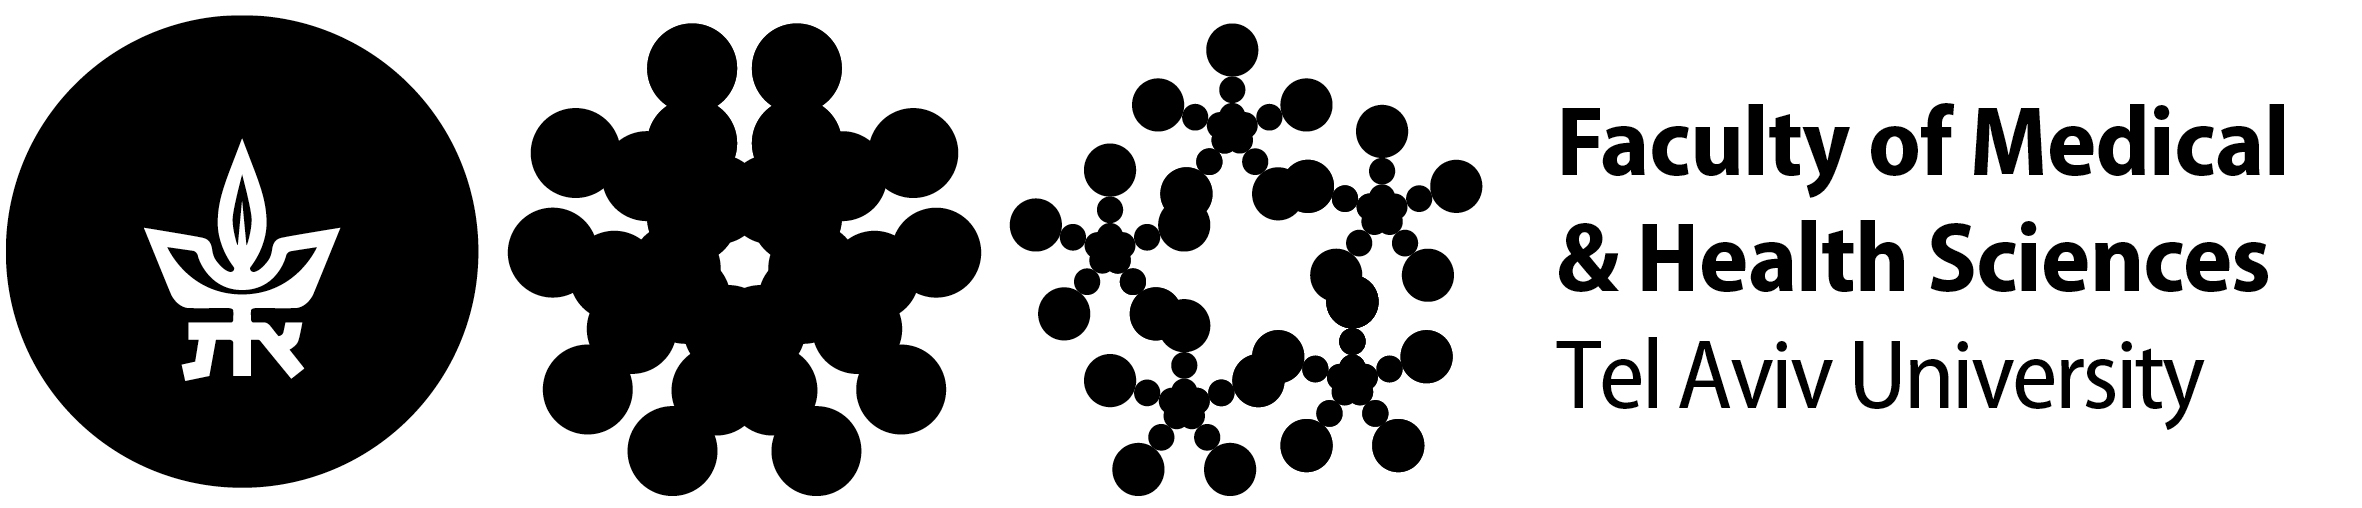 Faculty of Medical
& Health Sciences
Tel Aviv University